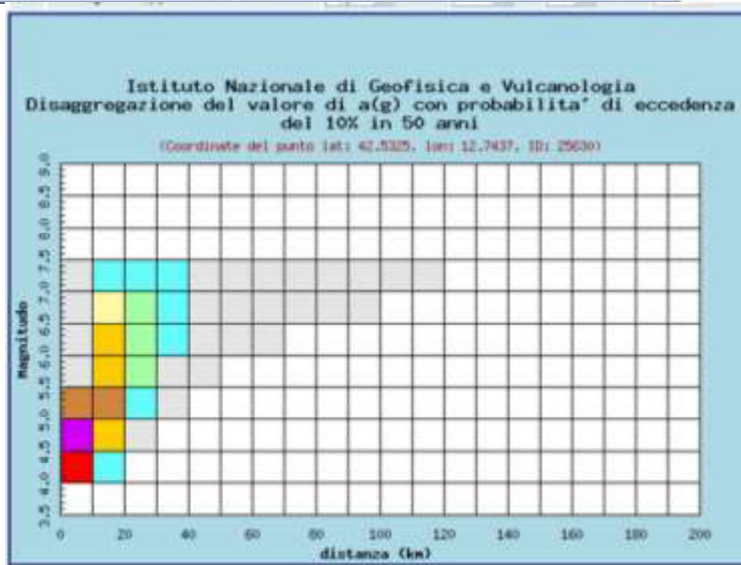 Istituto Nazionale di Geofisica e Vulcanologia
Disaggregazione del valore di a(g) con probabilita' di eccedenza
del 10% in 50 anni
(Coordinate del punto lat: 42.5325, lon: 12.7437, ID: 25630)
Magnitudo
9.0
8.5
8.0
7.5
7.0
6.5
6.0
5.5
5.0
4.5
4.0
3.5
0 20 40 60 80 100 120 140 160 180 200
distanza (km)